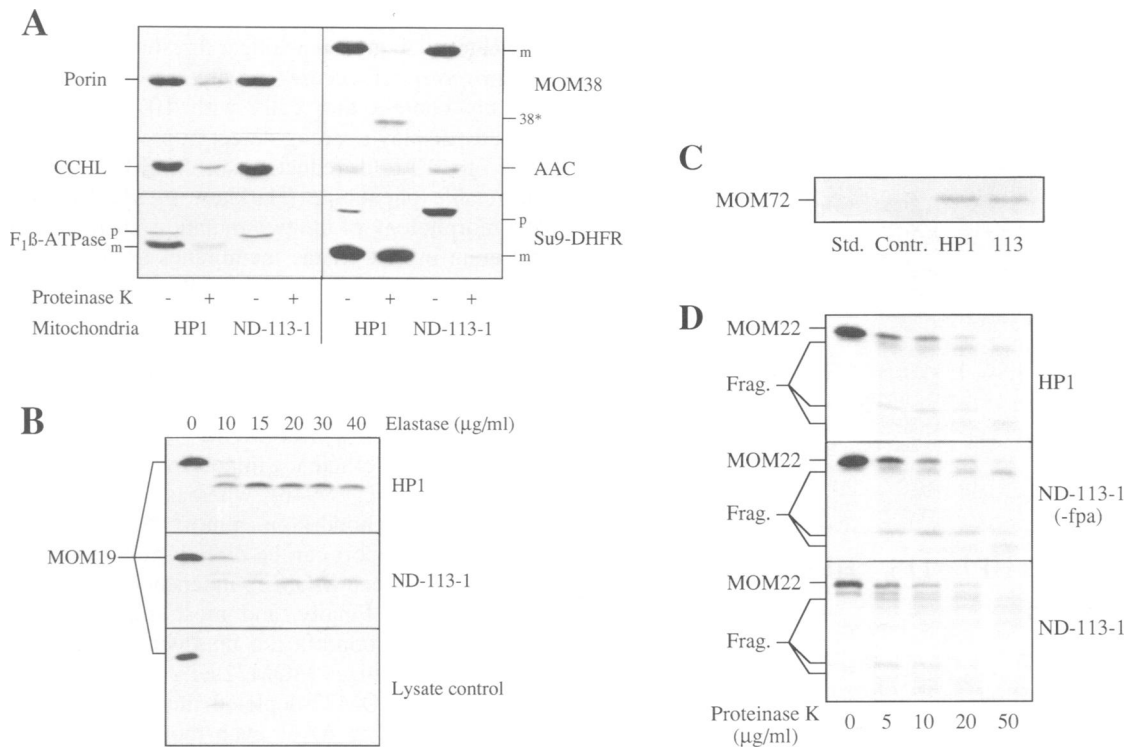 A
Porin
CCHL
F₁ß-ATPase
p
m
m
MOM38
38*
AAC
p
Su9-DHFR
m
Proteinase K - + - + - + - +
Mitochondria HP1 ND-113-1 HP1 ND-113-1
B
0 10 15 20 30 40 Elastase (µg/ml)
MOM19
HP1
ND-113-1
Lysate control
C
MOM72
Std. Contr. HP1 113
D
MOM22
Frag.
HP1
MOM22
Frag.
ND-113-1
(-fpa)
MOM22
Frag.
ND-113-1
Proteinase K
(µg/ml)
0 5 10 20 50